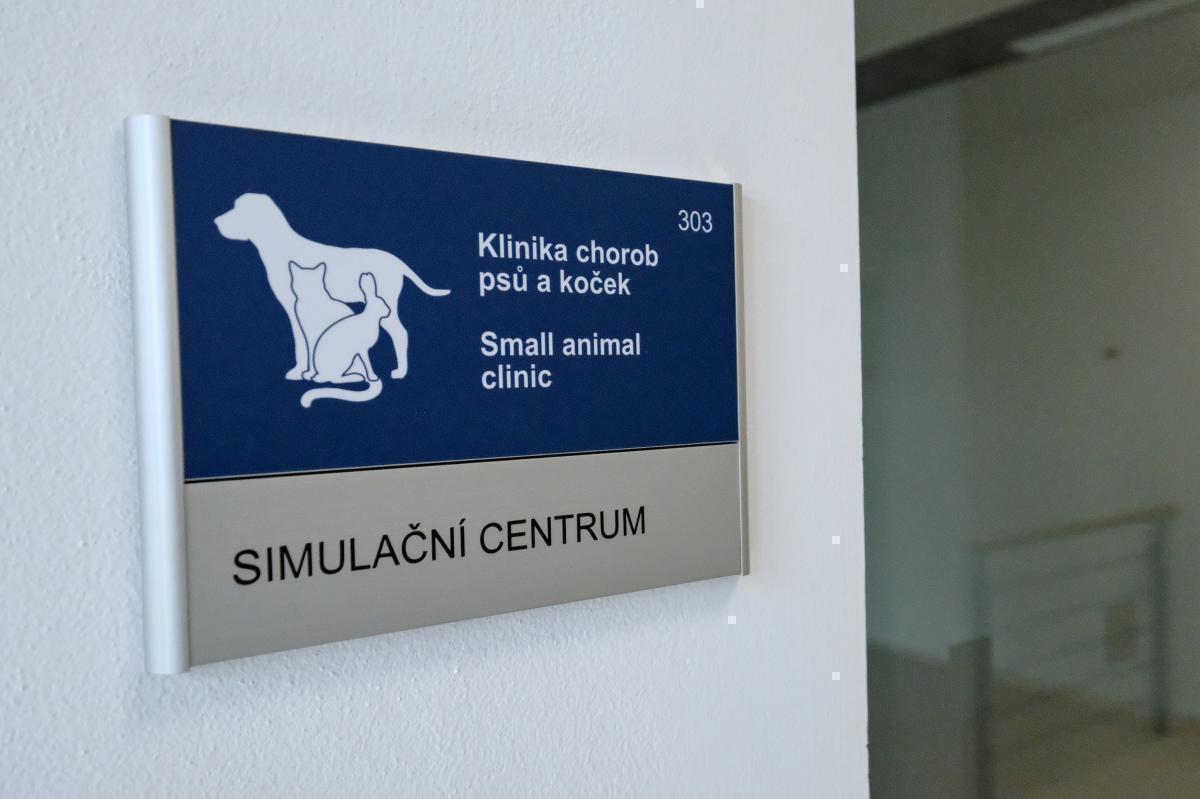 303
Klinika chorob
psů a koček
Small animal
clinic
SIMULAČNÍ CENTRUM